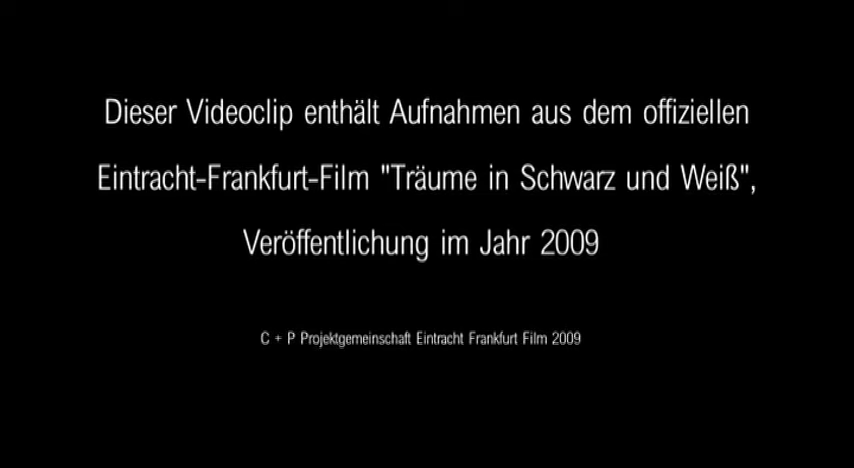 Dieser Videoclip enthält Aufnahmen aus dem offiziellen
Eintracht-Frankfurt-Film "Träume in Schwarz und Weiß",
Veröffentlichung im Jahr 2009
C + P Projektgemeinschaft Eintracht Frankfurt Film 2009